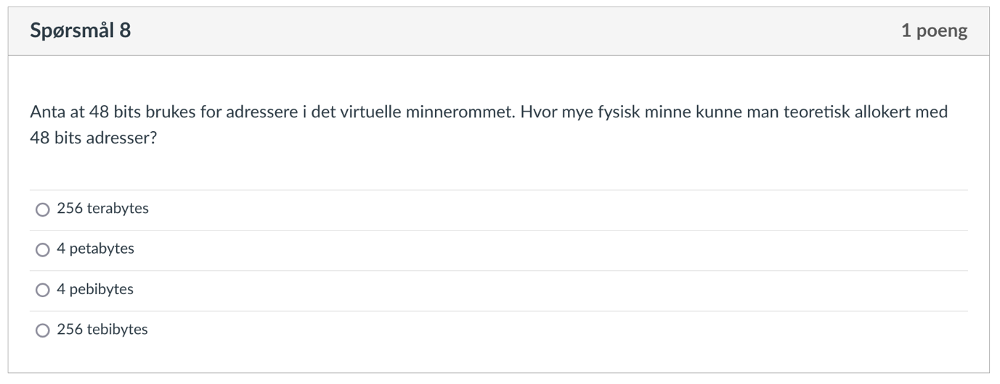 Spørsmål 8
1 poeng
Anta at 48 bits brukes for adressere i det virtuelle minnerommet. Hvor mye fysisk minne kunne man teoretisk allokert med
48 bits adresser?
256 terabytes
4 petabytes
4 pebibytes
256 tebibytes